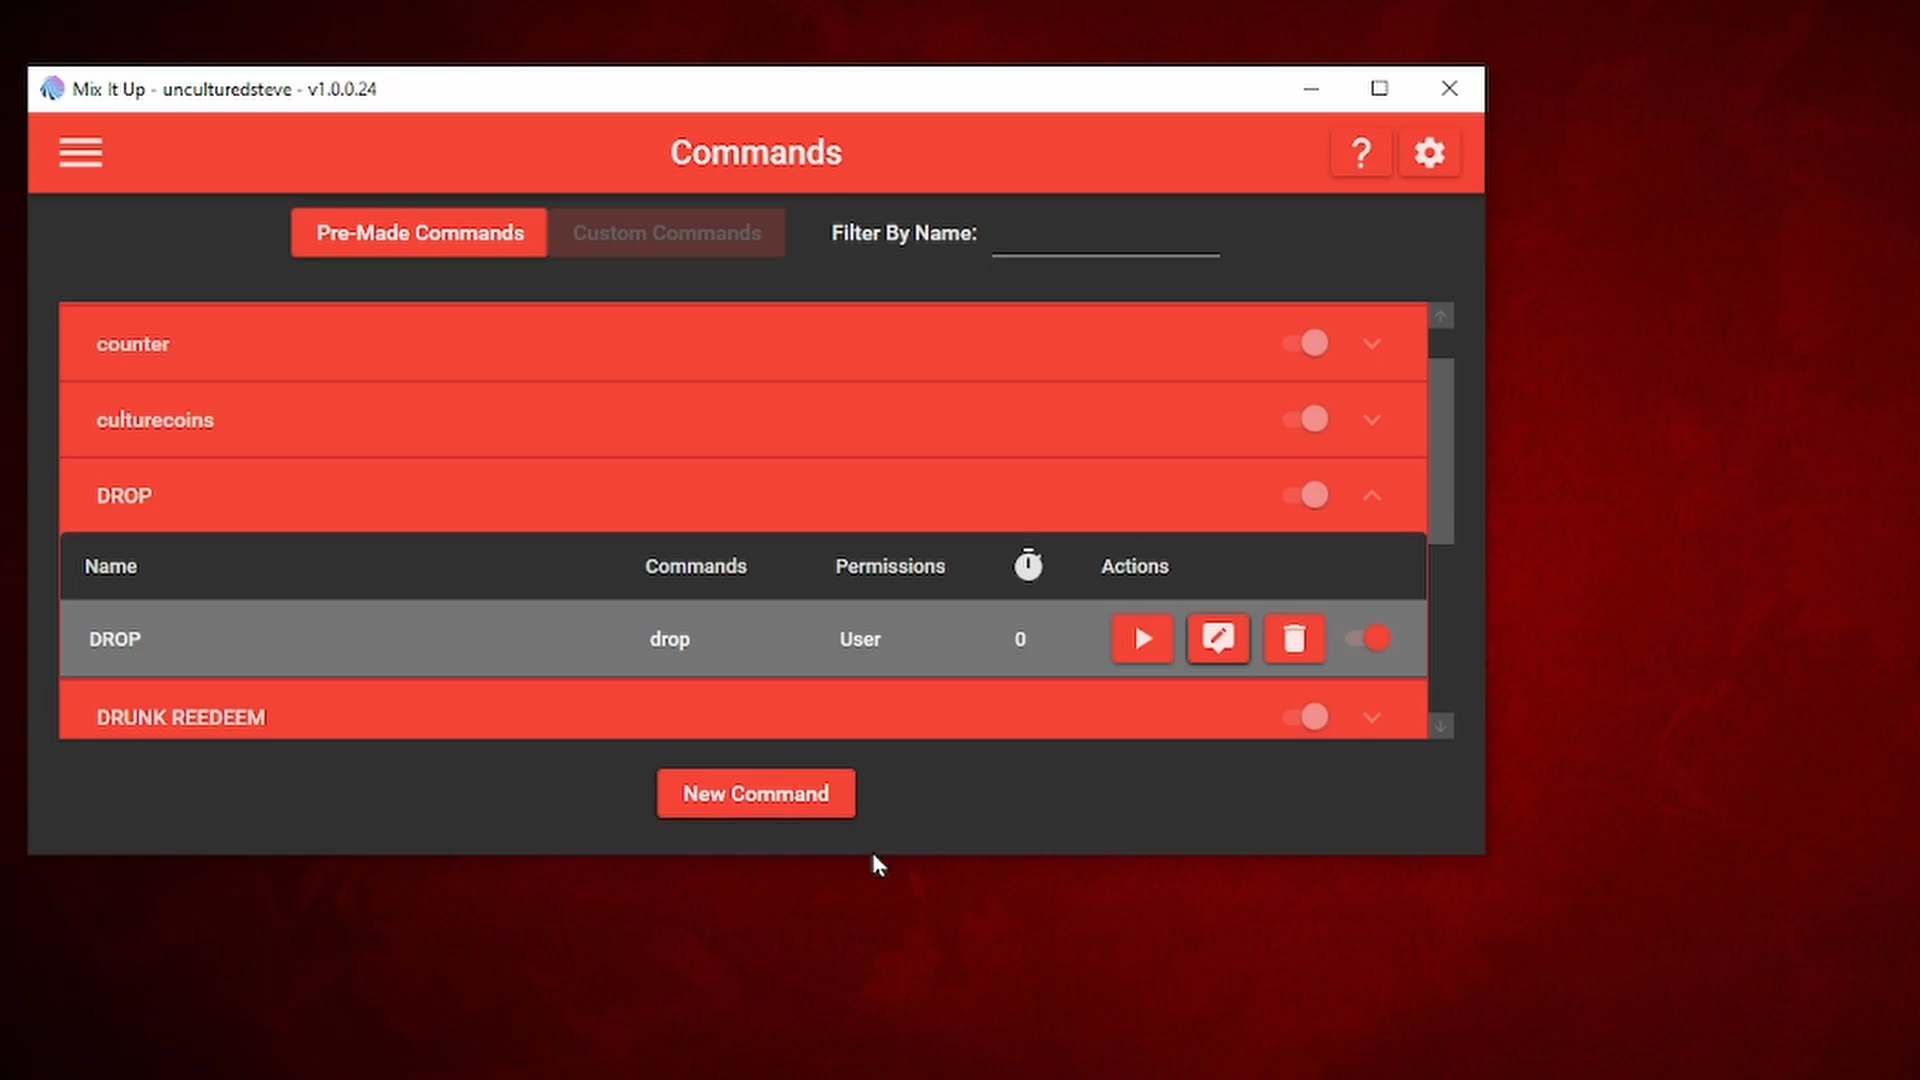 Mix It Up - unculturedsteve - v1.0.0.24
Commands
?
Pre-Made Commands
Custom Commands
Filter By Name:
counter
culturecoins
DROP
Name Commands Permissions Actions
DROP drop User 0
DRUNK REEDEEM
New Command